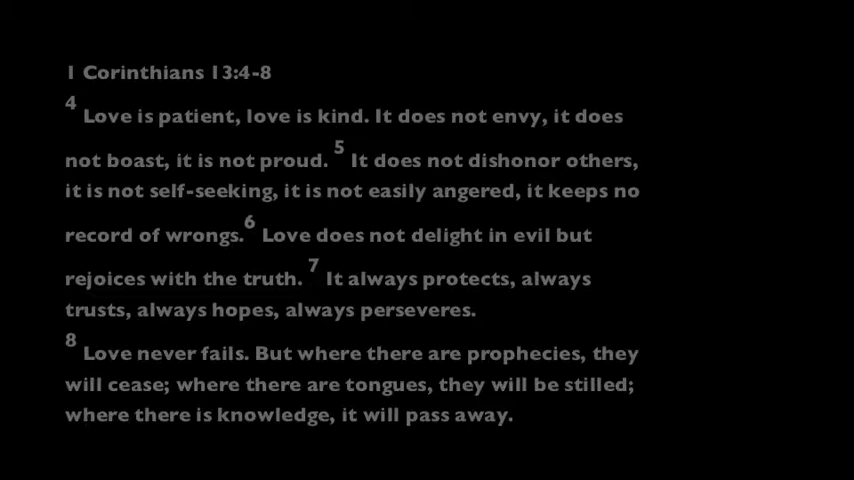 1 Corinthians 13:4-8
4 Love is patient, love is kind. It does not envy, it does
not boast, it is not proud. 5 It does not dishonor others,
it is not self-seeking, it is not easily angered, it keeps no
record of wrongs.6 Love does not delight in evil but
rejoices with the truth. 7 It always protects, always
trusts, always hopes, always perseveres.
8 Love never fails. But where there are prophecies, they
will cease; where there are tongues, they will be stilled;
where there is knowledge, it will pass away.